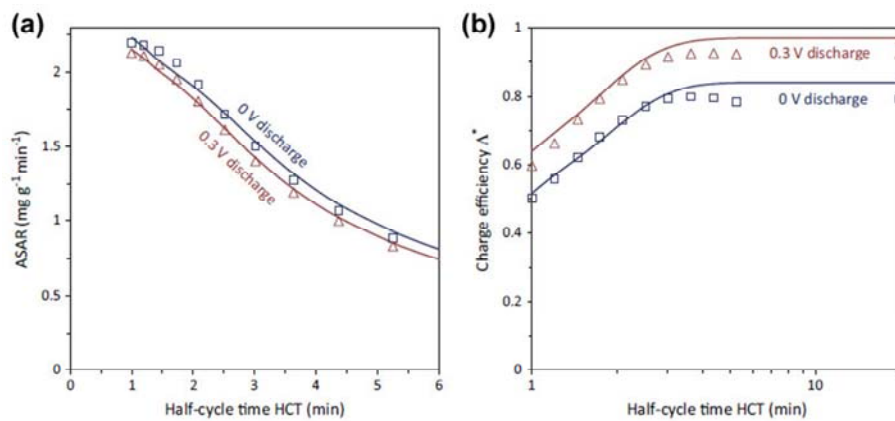 (a)
2
1.5
1
0.5
0
ASAR (mg g⁻¹ min⁻¹)
0 V discharge
0.3 V discharge
0 1 2 3 4 5 6
Half-cycle time HCT (min)
(b)
1
0.8
0.6
0.4
0.2
0
Charge efficiency Λ*
0.3 V discharge
0 V discharge
1 10
Half-cycle time HCT (min)